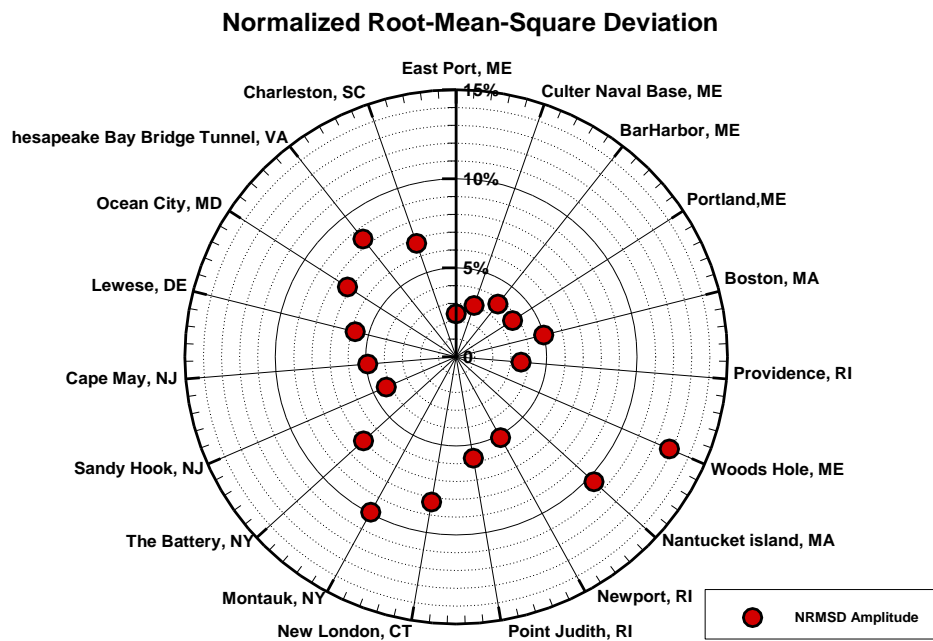 Normalized Root-Mean-Square Deviation
East Port, ME
15%
Charleston, SC
Culter Naval Base, ME
hesapeake Bay Bridge Tunnel, VA
BarHarbor, ME
10%
Ocean City, MD
Portland,ME
5%
Lewese, DE
Boston, MA
0
Cape May, NJ
Providence, RI
Sandy Hook, NJ
Woods Hole, ME
The Battery, NY
Nantucket island, MA
Montauk, NY
Newport, RI
New London, CT
Point Judith, RI
NRMSD Amplitude